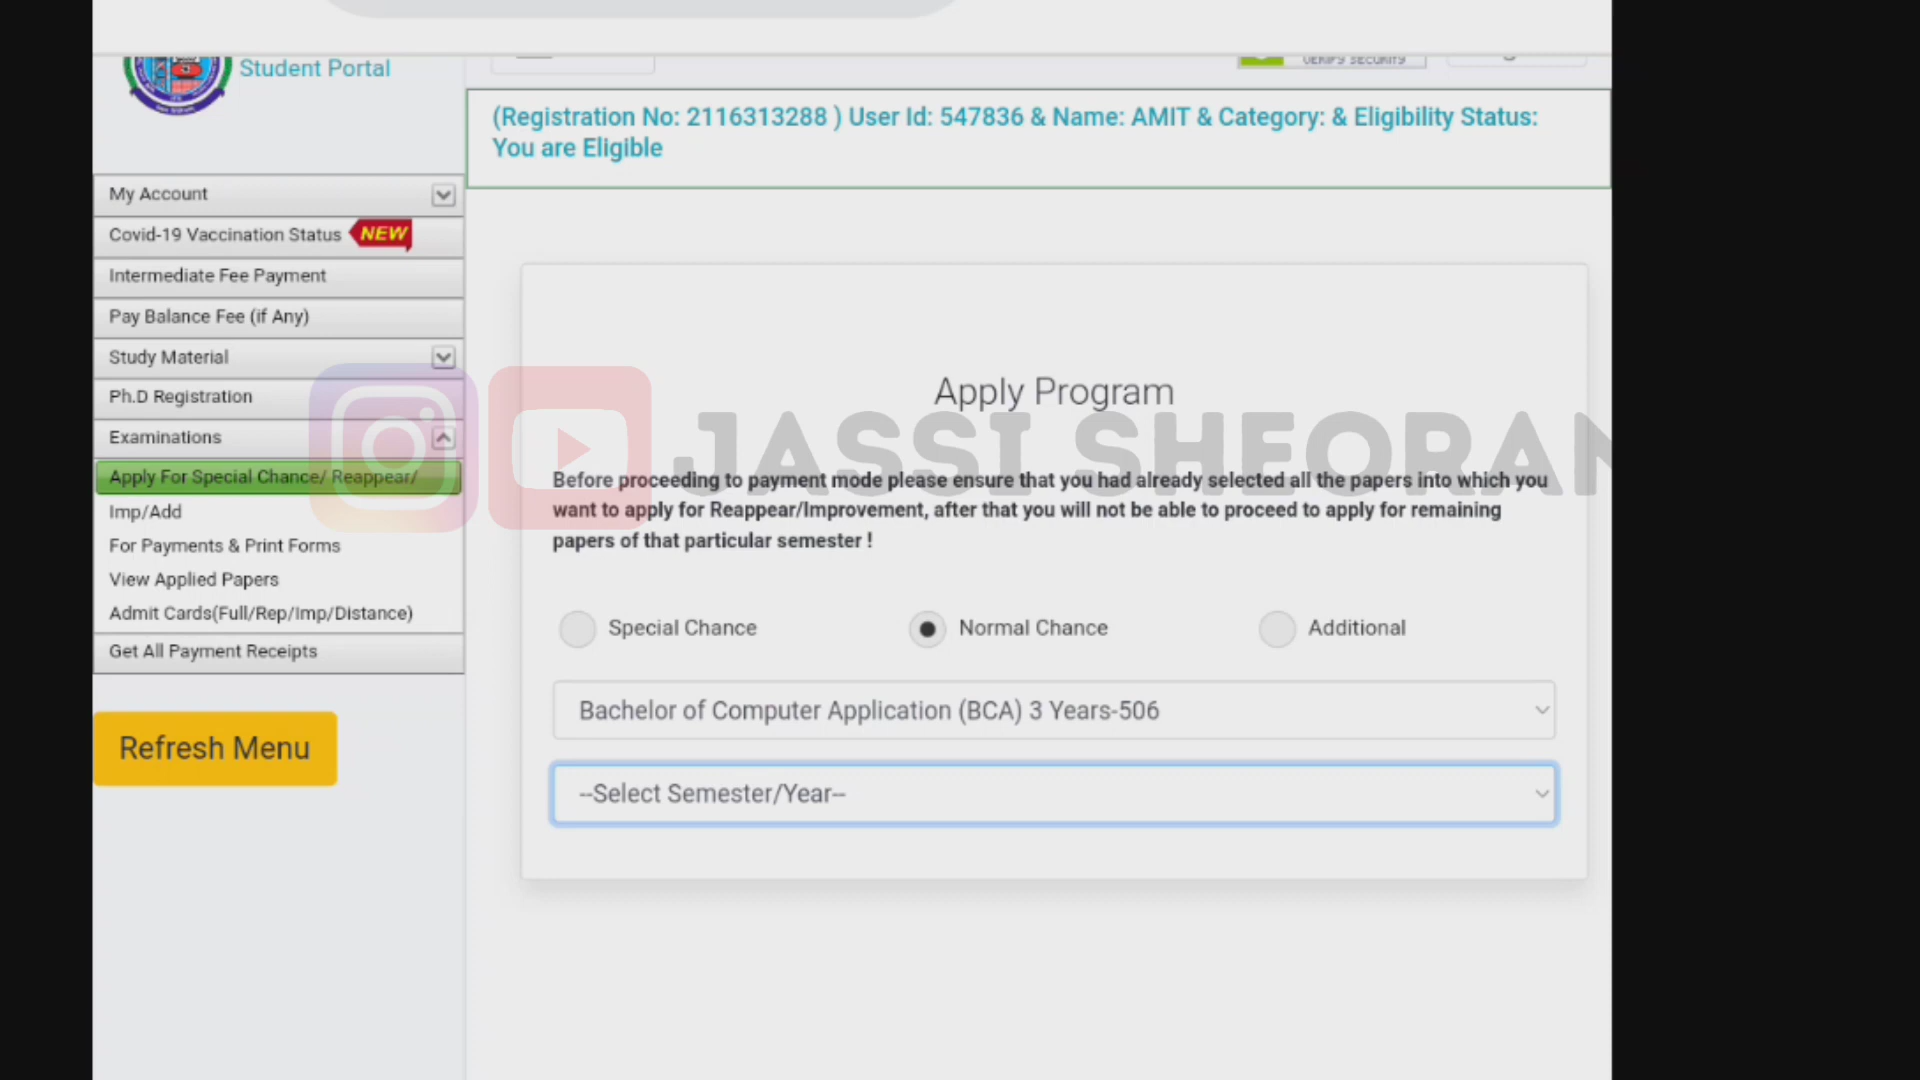 Student Portal
VERIFY SECURITY
(Registration No: 2116313288 ) User Id: 547836 & Name: AMIT & Category: & Eligibility Status:
You are Eligible
My Account
Covid-19 Vaccination Status NEW
Intermediate Fee Payment
Pay Balance Fee (if Any)
Study Material
Ph.D Registration
Examinations
Apply For Special Chance/ Reappear/
Imp/Add
For Payments & Print Forms
View Applied Papers
Admit Cards(Full/Rep/Imp/Distance)
Get All Payment Receipts
Refresh Menu
Apply Program
JASSI SHEORAN
Before proceeding to payment mode please ensure that you had already selected all the papers into which you
want to apply for Reappear/Improvement, after that you will not be able to proceed to apply for remaining
papers of that particular semester !
Special Chance
Normal Chance
Additional
Bachelor of Computer Application (BCA) 3 Years-506
--Select Semester/Year--